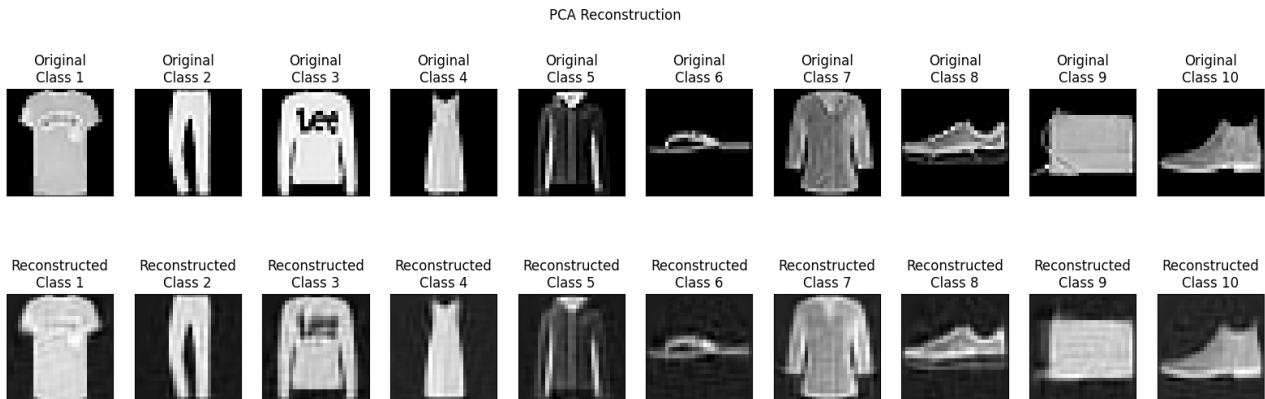 PCA Reconstruction
Original Original Original Original Original Original Original Original Original Original
Class 1 Class 2 Class 3 Class 4 Class 5 Class 6 Class 7 Class 8 Class 9 Class 10
Lee
Reconstructed Reconstructed Reconstructed Reconstructed Reconstructed Reconstructed Reconstructed Reconstructed Reconstructed Reconstructed
Class 1 Class 2 Class 3 Class 4 Class 5 Class 6 Class 7 Class 8 Class 9 Class 10
Lee